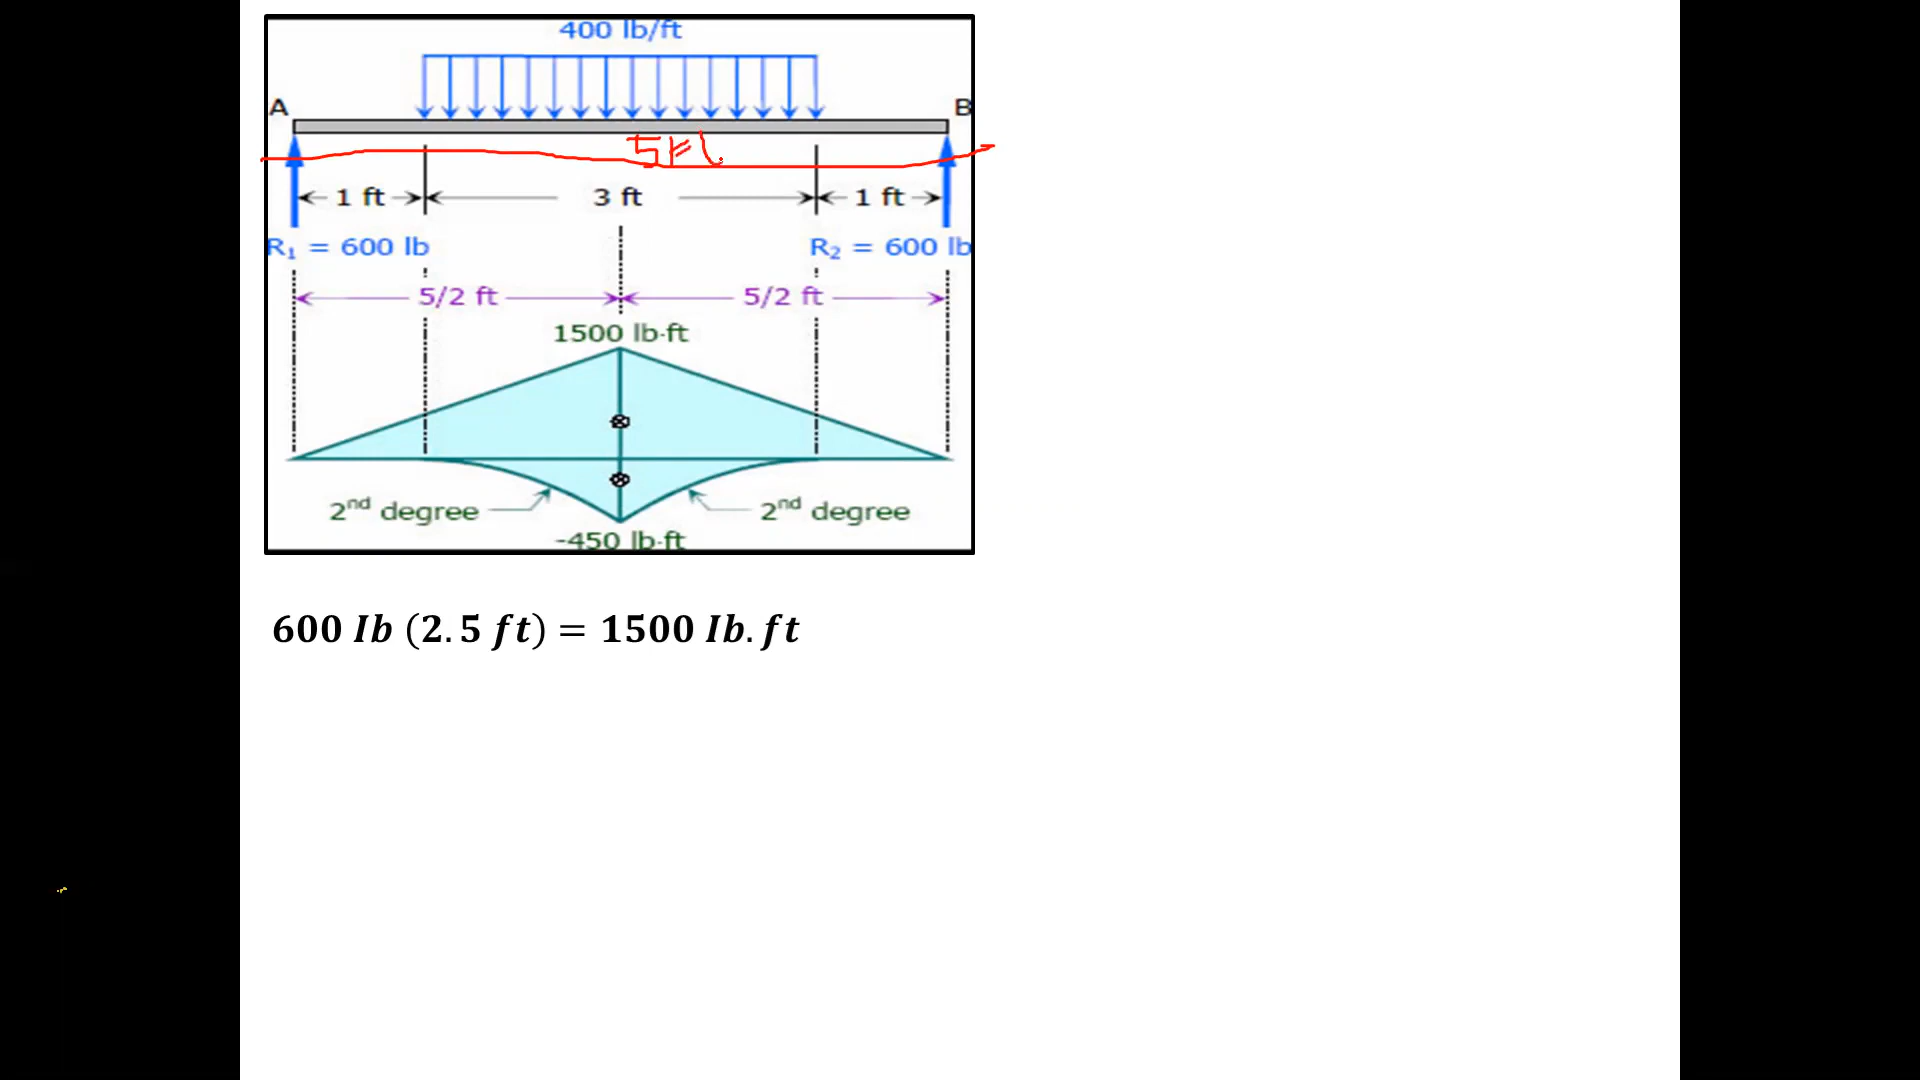 400 lb/ft
A
B
1 ft
3 ft
1 ft
R₁ = 600 lb
R₂ = 600 lb
5/2 ft
5/2 ft
1500 lb·ft
2nd degree
2nd degree
-450 lb·ft
600 Ib (2.5 ft) = 1500 Ib.ft